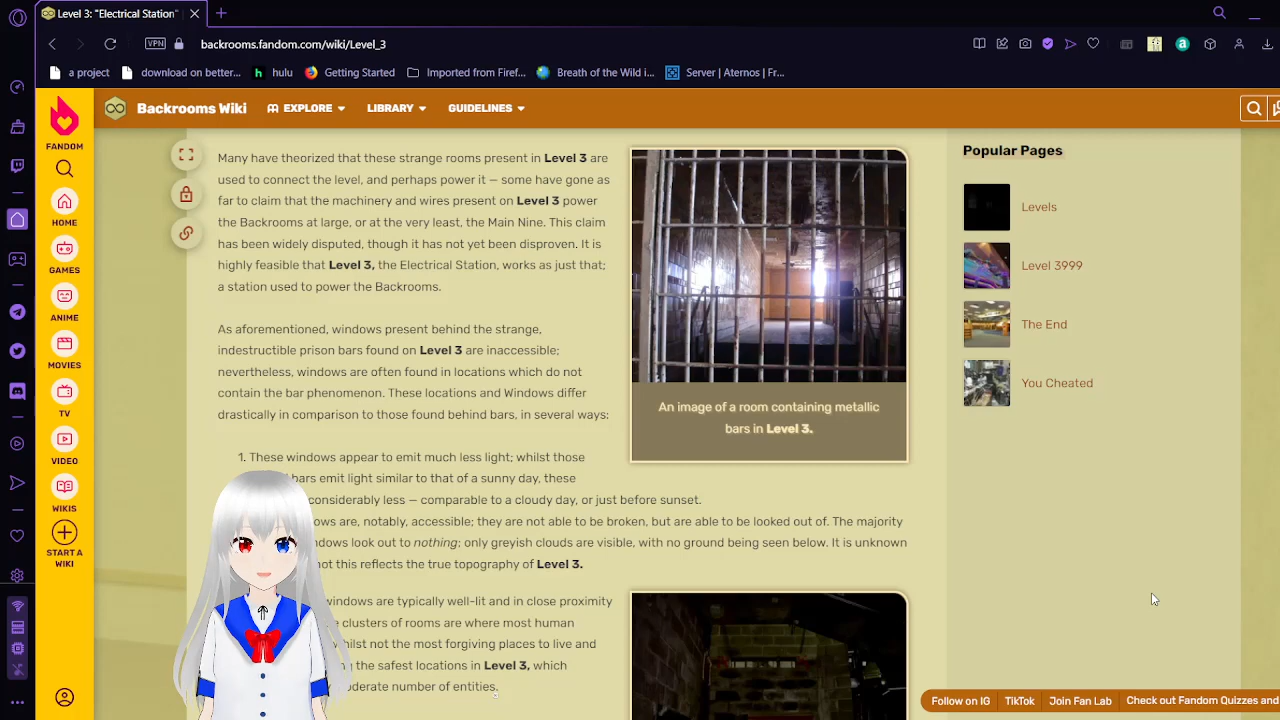 Level 3: "Electrical Station"
VPN
backrooms.fandom.com/wiki/Level_3
a project
download on better...
hulu
Getting Started
Imported from Firef...
Breath of the Wild i...
Server | Aternos | Fr...
FANDOM
HOME
GAMES
ANIME
MOVIES
TV
VIDEO
WIKIS
START A
WIKI
Backrooms Wiki
EXPLORE
LIBRARY
GUIDELINES
Many have theorized that these strange rooms present in Level 3 are
used to connect the level, and perhaps power it — some have gone as
far to claim that the machinery and wires present on Level 3 power
the Backrooms at large, or at the very least, the Main Nine. This claim
has been widely disputed, though it has not yet been disproven. It is
highly feasible that Level 3, the Electrical Station, works as just that;
a station used to power the Backrooms.
As aforementioned, windows present behind the strange,
indestructible prison bars found on Level 3 are inaccessible;
nevertheless, windows are often found in locations which do not
contain the bar phenomenon. These locations and Windows differ
drastically in comparison to those found behind bars, in several ways:
1. These windows appear to emit much less light; whilst those
bars emit light similar to that of a sunny day, these
considerably less — comparable to a cloudy day, or just before sunset.
ows are, notably, accessible; they are not able to be broken, but are able to be looked out of. The majority
ndows look out to nothing; only greyish clouds are visible, with no ground being seen below. It is unknown
not this reflects the true topography of Level 3.
windows are typically well-lit and in close proximity
e clusters of rooms are where most human
hilst not the most forgiving places to live and
g the safest locations in Level 3, which
oderate number of entities.
An image of a room containing metallic
bars in Level 3.
Popular Pages
Levels
Level 3999
The End
You Cheated
Follow on IG
TikTok
Join Fan Lab
Check out Fandom Quizzes and